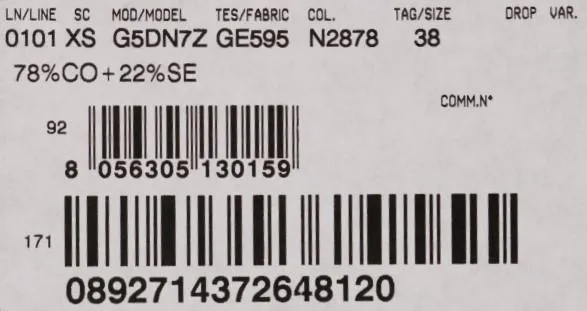 LN/LINE SC MOD/MODEL TES/FABRIC COL. TAG/SIZE DROP VAR.
0101 XS G5DN7Z GE595 N2878 38
78%CO+22%SE
COMM.N*
92
8 056305 130159
171
0892714372648120